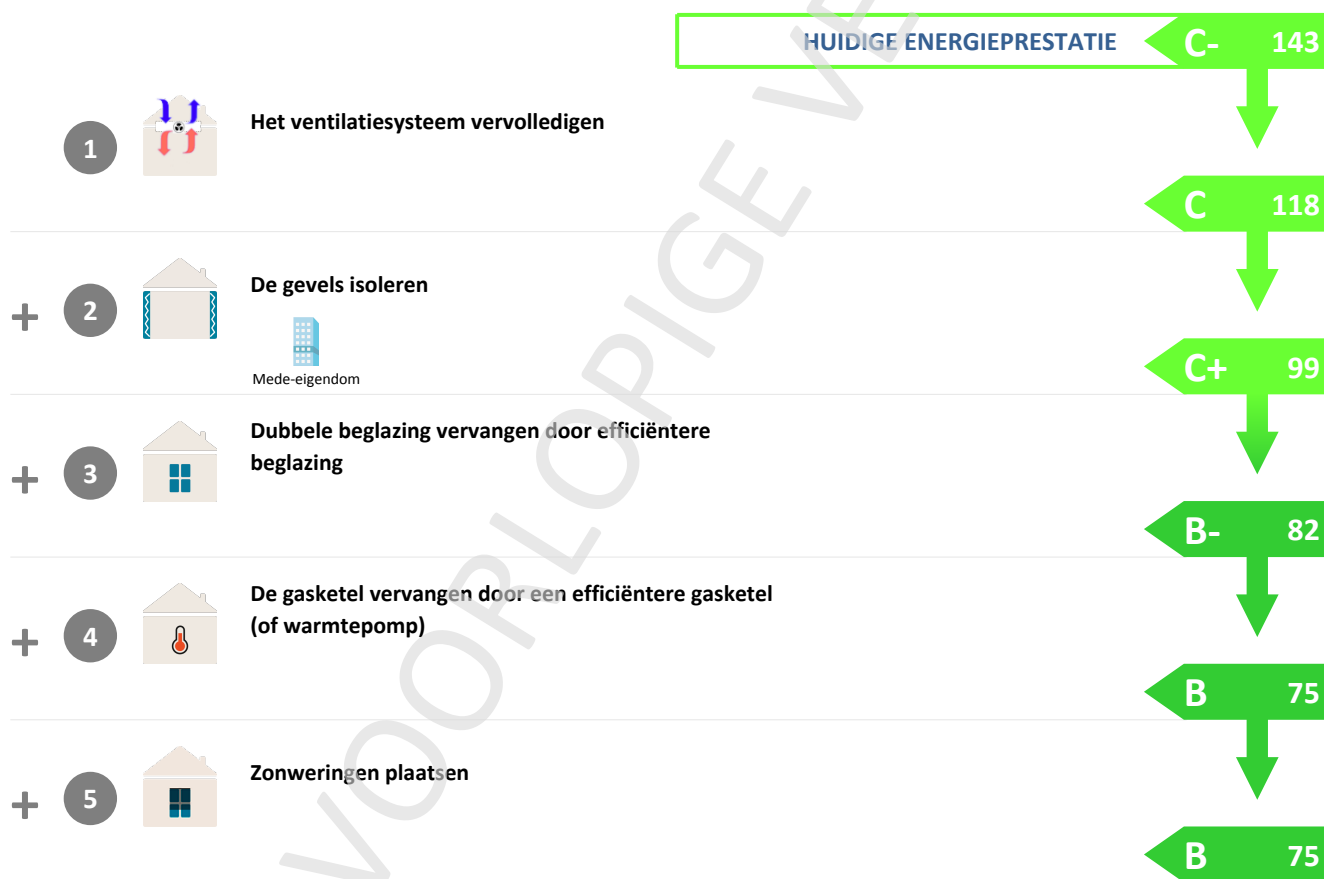 HUIDIGE ENERGIEPRESTATIE
C- 143
1
Het ventilatiesysteem vervolledigen
C 118
+ 2
De gevels isoleren
Mede-eigendom
C+ 99
+ 3
Dubbele beglazing vervangen door efficiëntere
beglazing
B- 82
+ 4
De gasketel vervangen door een efficiëntere gasketel
(of warmtepomp)
B 75
+ 5
Zonweringen plaatsen
B 75
VOORLOPIGE VE